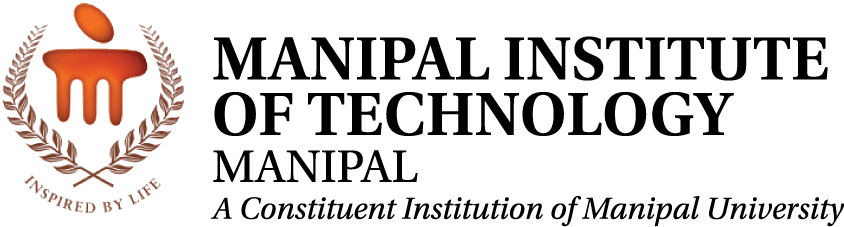 INSPIRED BY LIFE
MANIPAL INSTITUTE
OF TECHNOLOGY
MANIPAL
A Constituent Institution of Manipal University